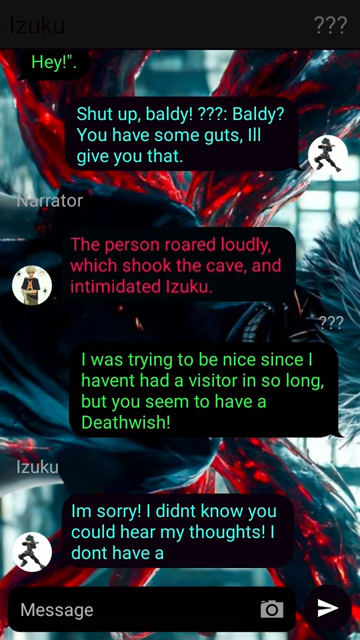 Izuku
???
Hey!".
Shut up, baldy! ???: Baldy?
You have some guts, Ill
give you that.
Narrator
The person roared loudly,
which shook the cave, and
intimidated Izuku.
???
I was trying to be nice since I
havent had a visitor in so long,
but you seem to have a
Deathwish!
Izuku
Im sorry! I didnt know you
could hear my thoughts! I
dont have a
Message